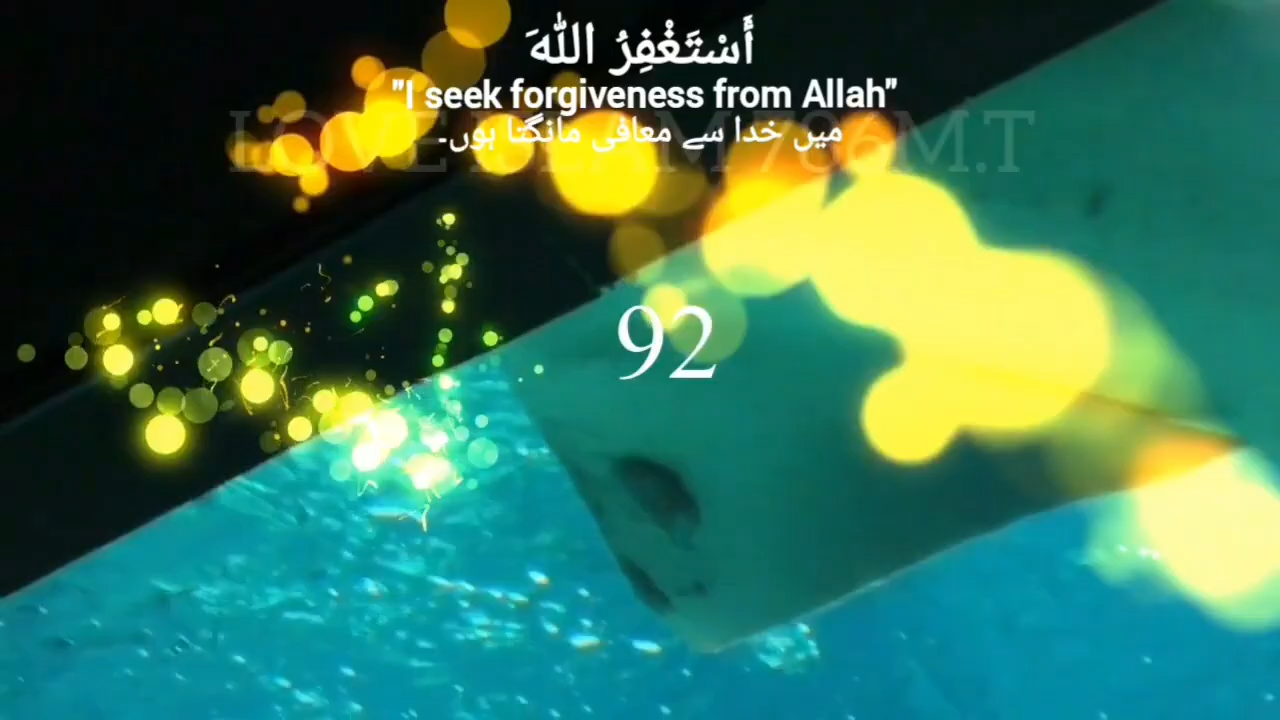 أَسْتَغْفِرُ اللّٰهَ
"I seek forgiveness from Allah"
میں خدا سے معافی مانگتا ہوں۔
92